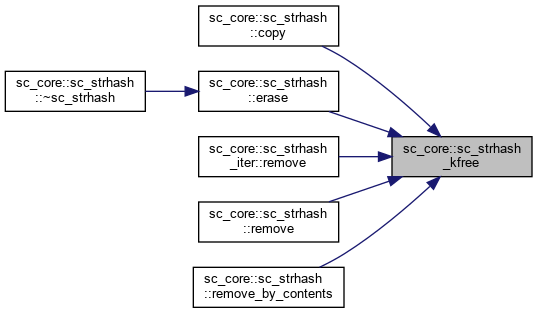 sc_core::sc_strhash
::copy
sc_core::sc_strhash
::~sc_strhash
sc_core::sc_strhash
::erase
sc_core::sc_strhash
_iter::remove
sc_core::sc_strhash
_kfree
sc_core::sc_strhash
::remove
sc_core::sc_strhash
::remove_by_contents